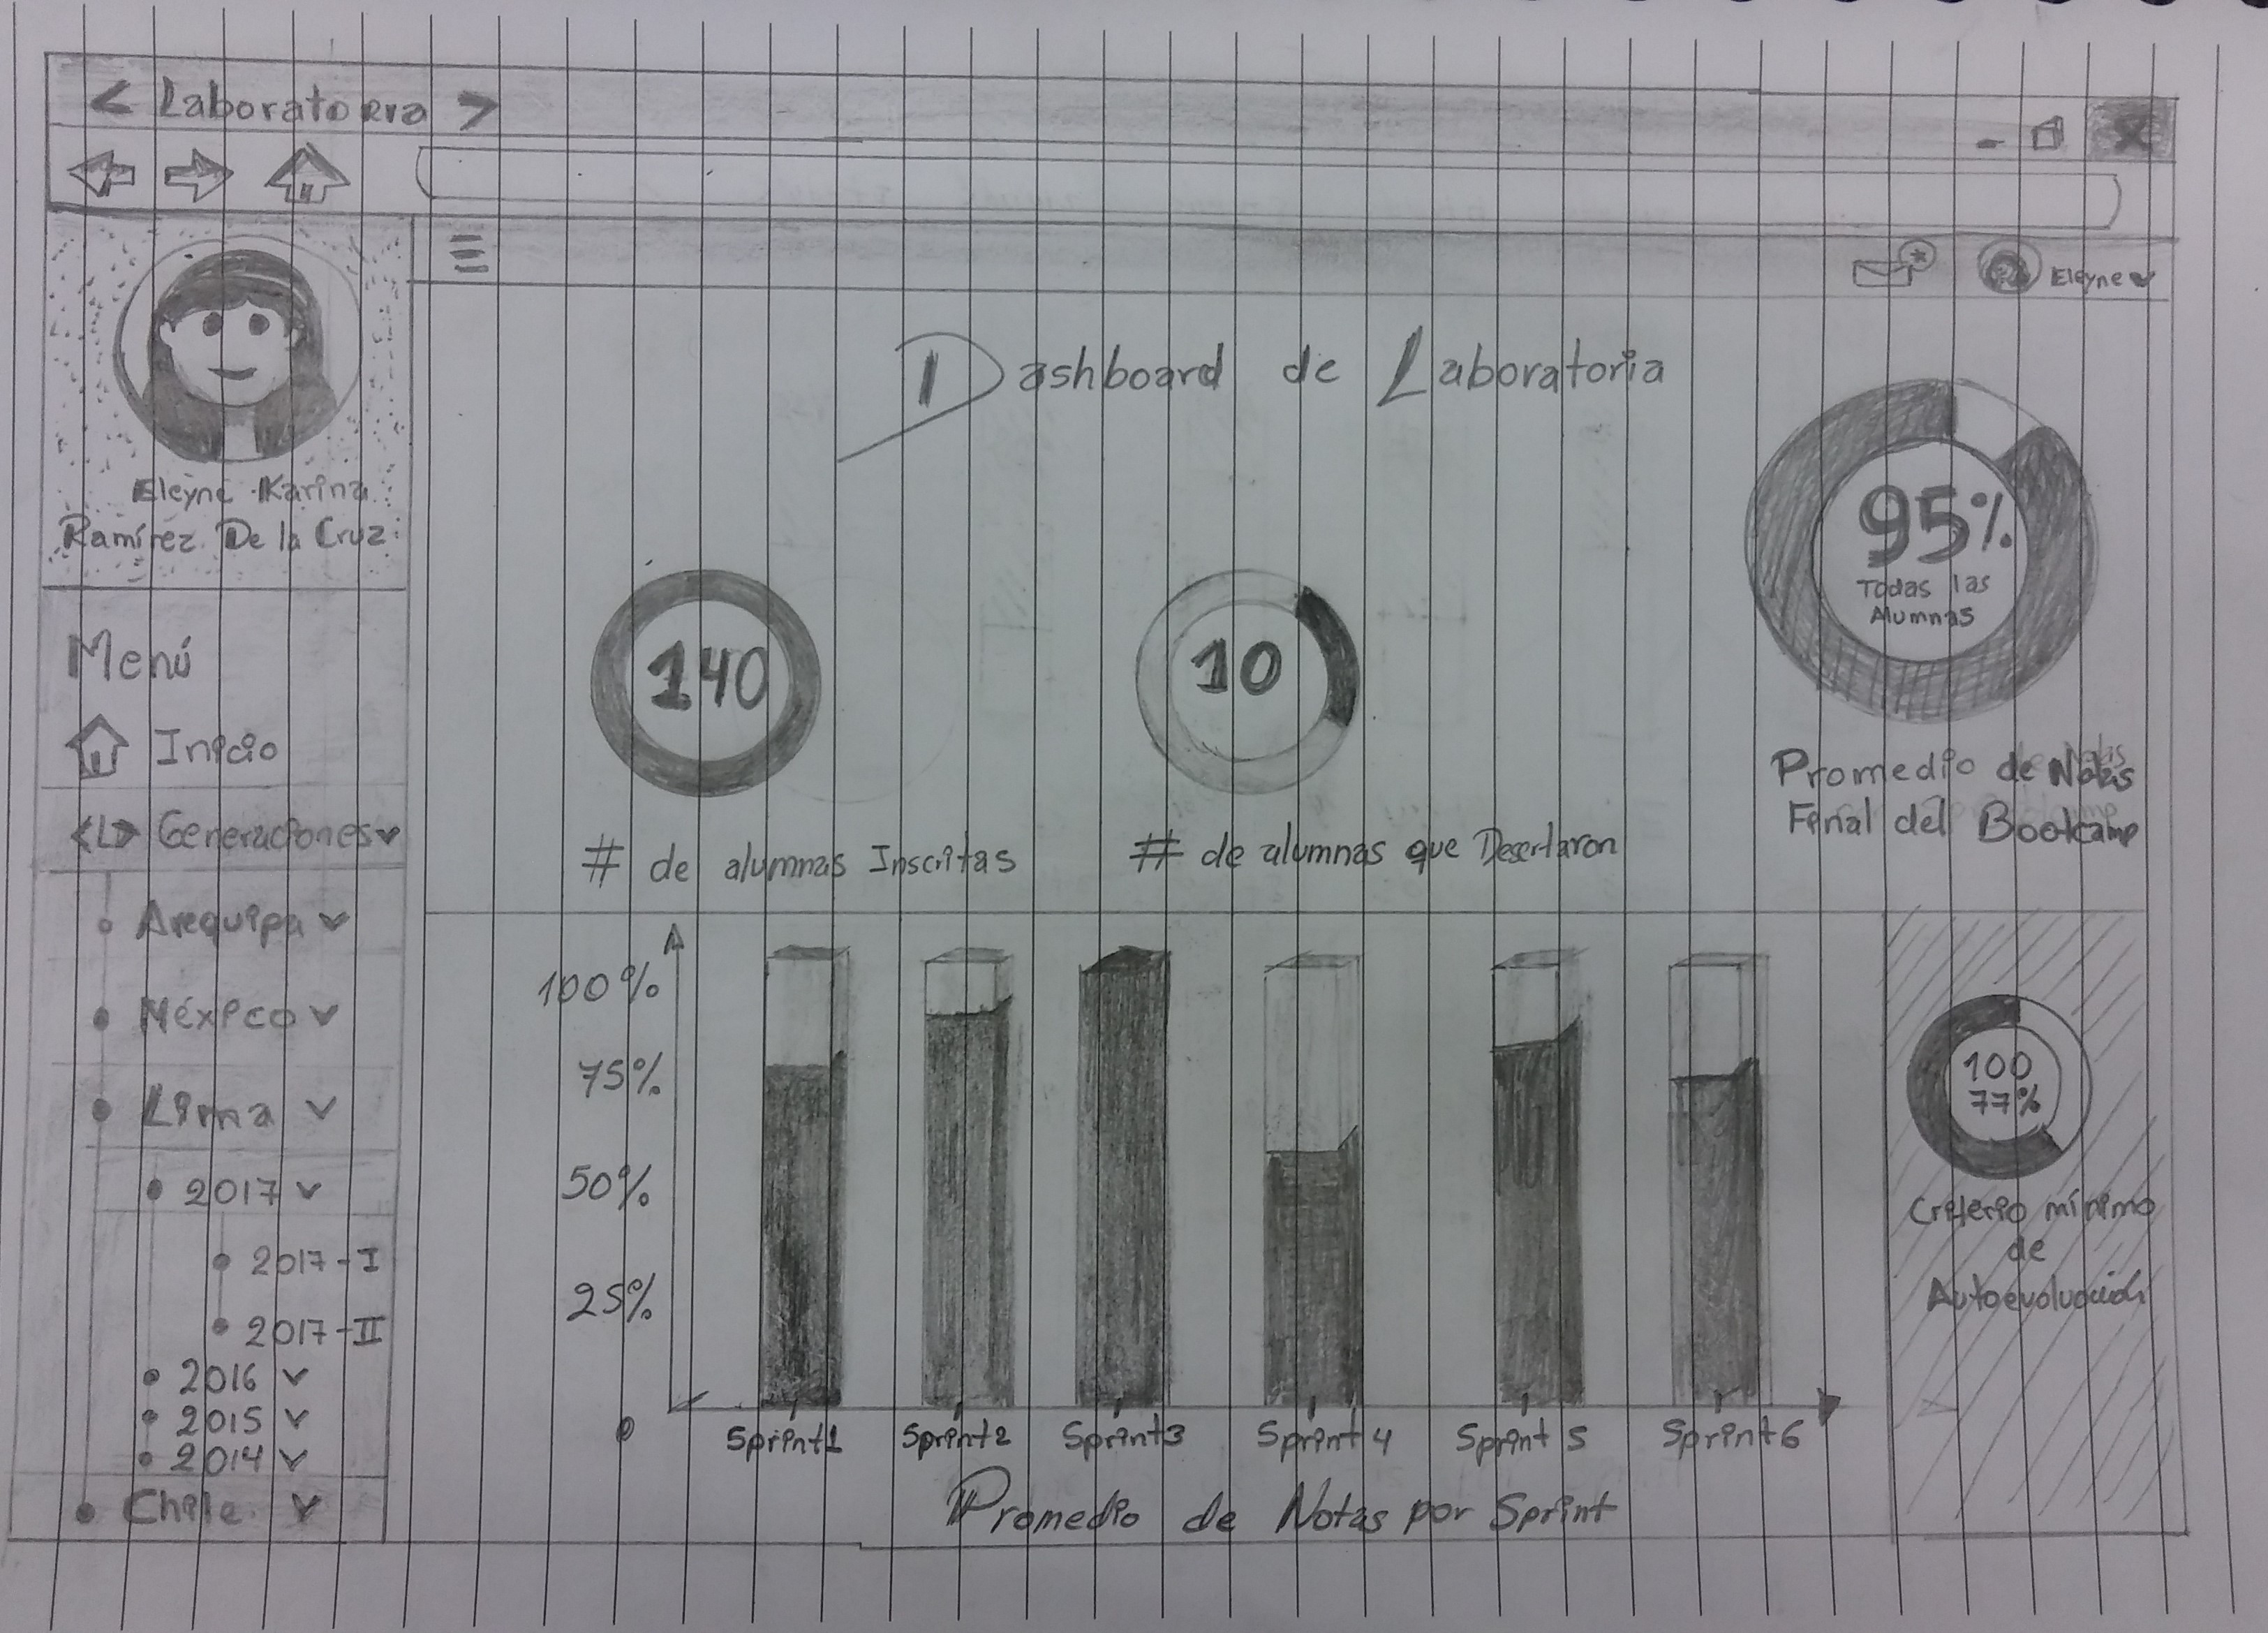 < Laboratoria >
Eleyne
Eleyne Karina
Ramírez De la Cruz
Menú
Inicio
<L> Generaciones
Arequipa
México
Lima
2017
2017-I
2017-II
2016
2015
2014
Chile
Dashboard de Laboratoria
140
# de alumnas Inscritas
10
# de alumnas que Desertaron
95%
Todas las
Alumnas
Promedio de Notas
Final del Bootcamp
100%
75%
50%
25%
0
Sprint1 Sprint2 Sprint3 Sprint 4 Sprint 5 Sprint6
Promedio de Notas por Sprint
100
77%
Criterio mínimo
de